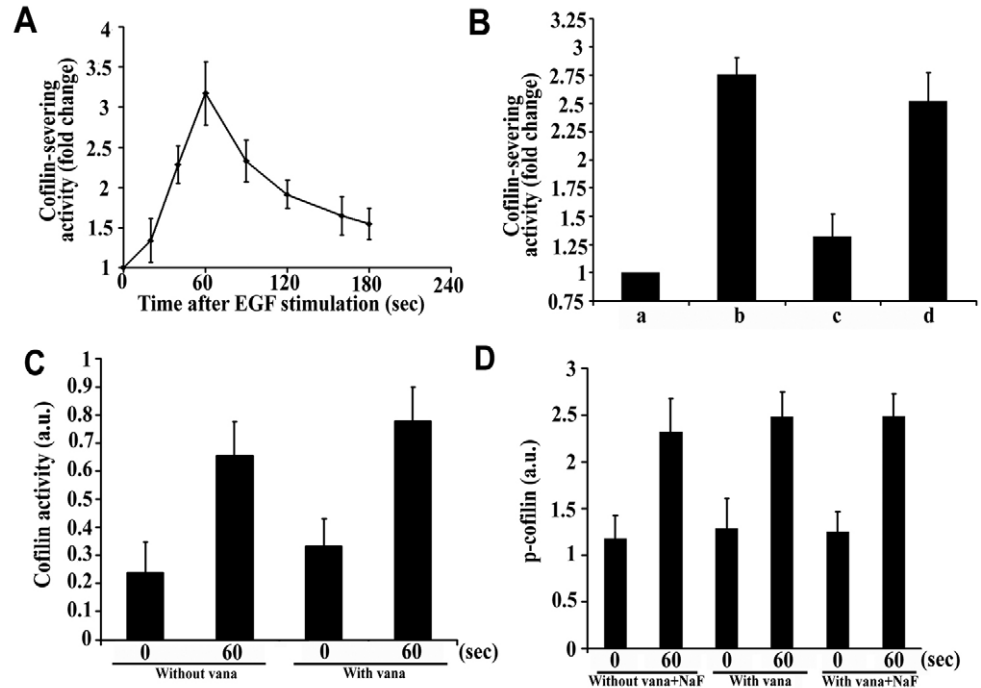 A
Cofilin-severing
activity (fold change)
4
3.5
3
2.5
2
1.5
1
0 60 120 180 240
Time after EGF stimulation (sec)
B
Cofilin-severing
activity (fold change)
3.25
3
2.75
2.5
2.25
2
1.75
1.5
1.25
1
0.75
a b c d
C
Cofilin activity (a.u.)
1
0.9
0.8
0.7
0.6
0.5
0.4
0.3
0.2
0.1
0
0 60 0 60 (sec)
Without vana With vana
D
p-cofilin (a.u.)
3
2.5
2
1.5
1
0.5
0
0 60 0 60 0 60 (sec)
Without vana+NaF With vana With vana+NaF